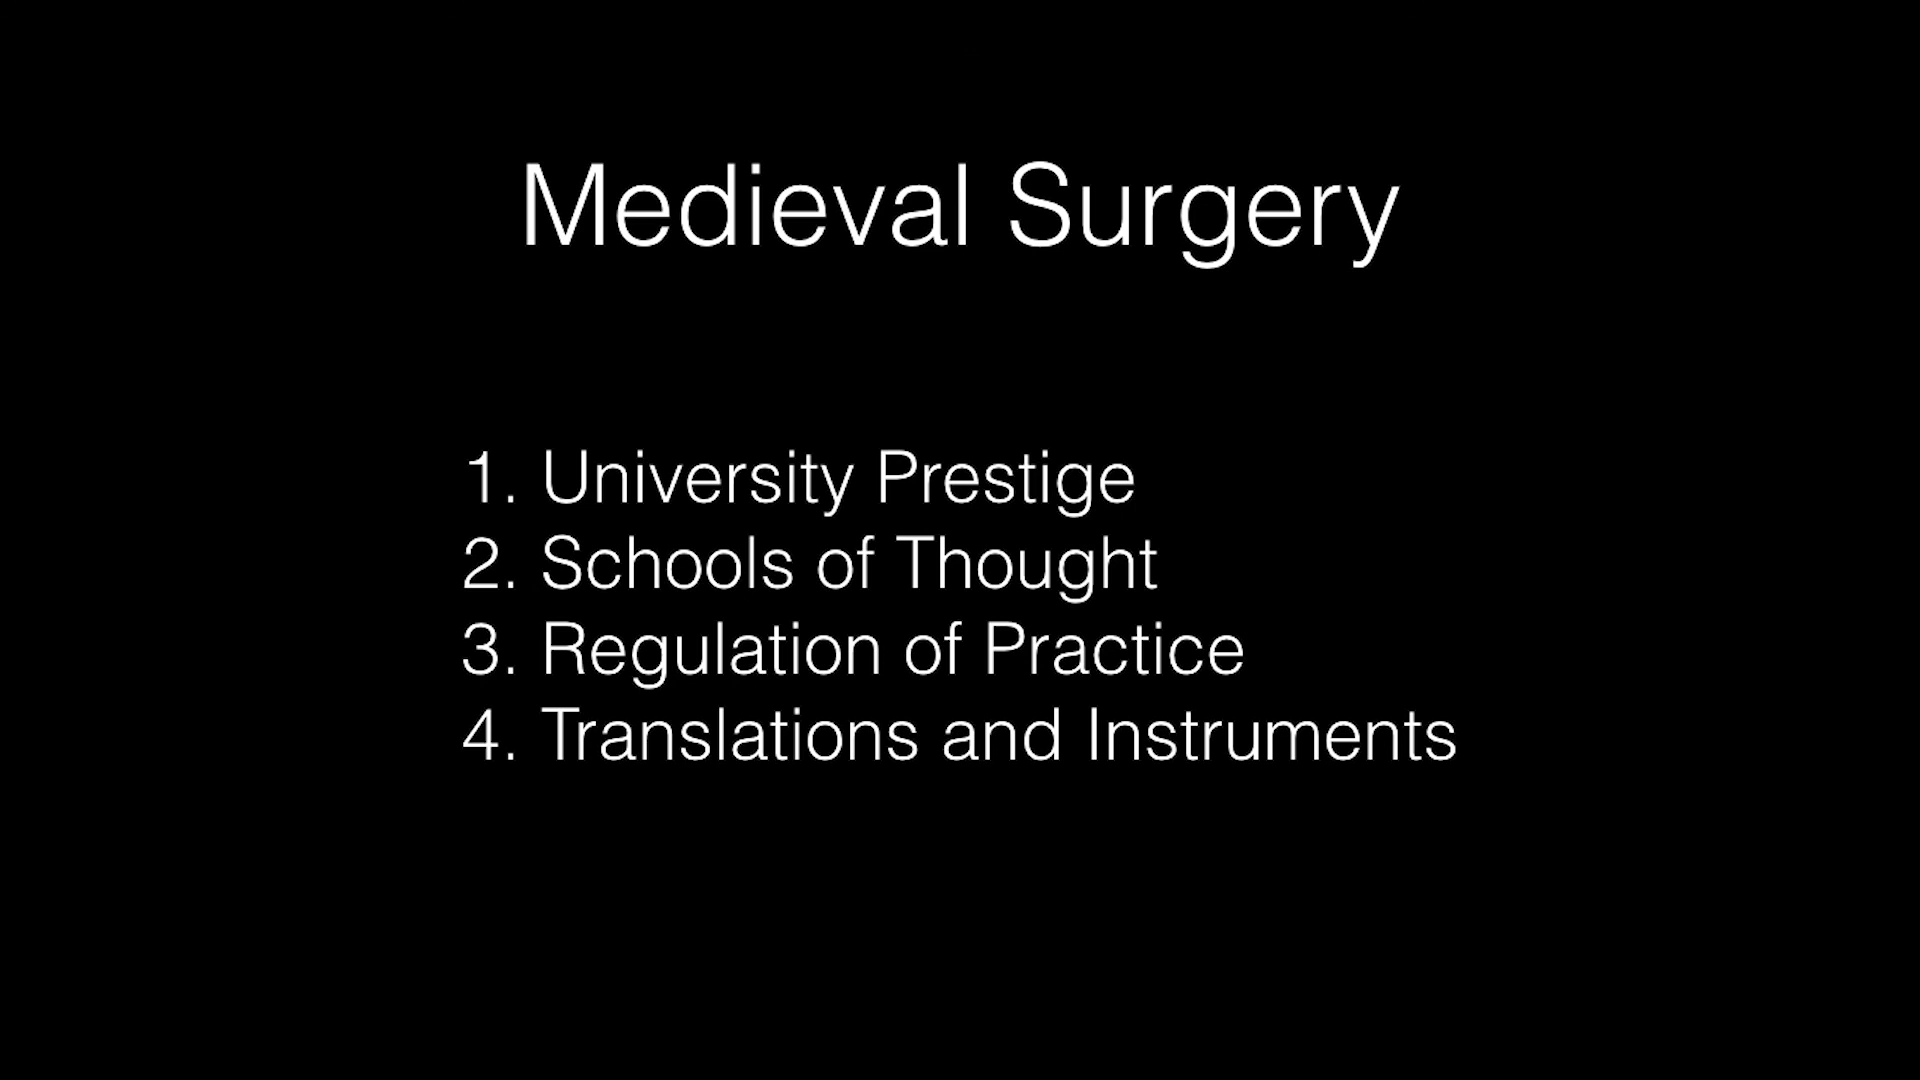 Medieval Surgery
1. University Prestige
2. Schools of Thought
3. Regulation of Practice
4. Translations and Instruments